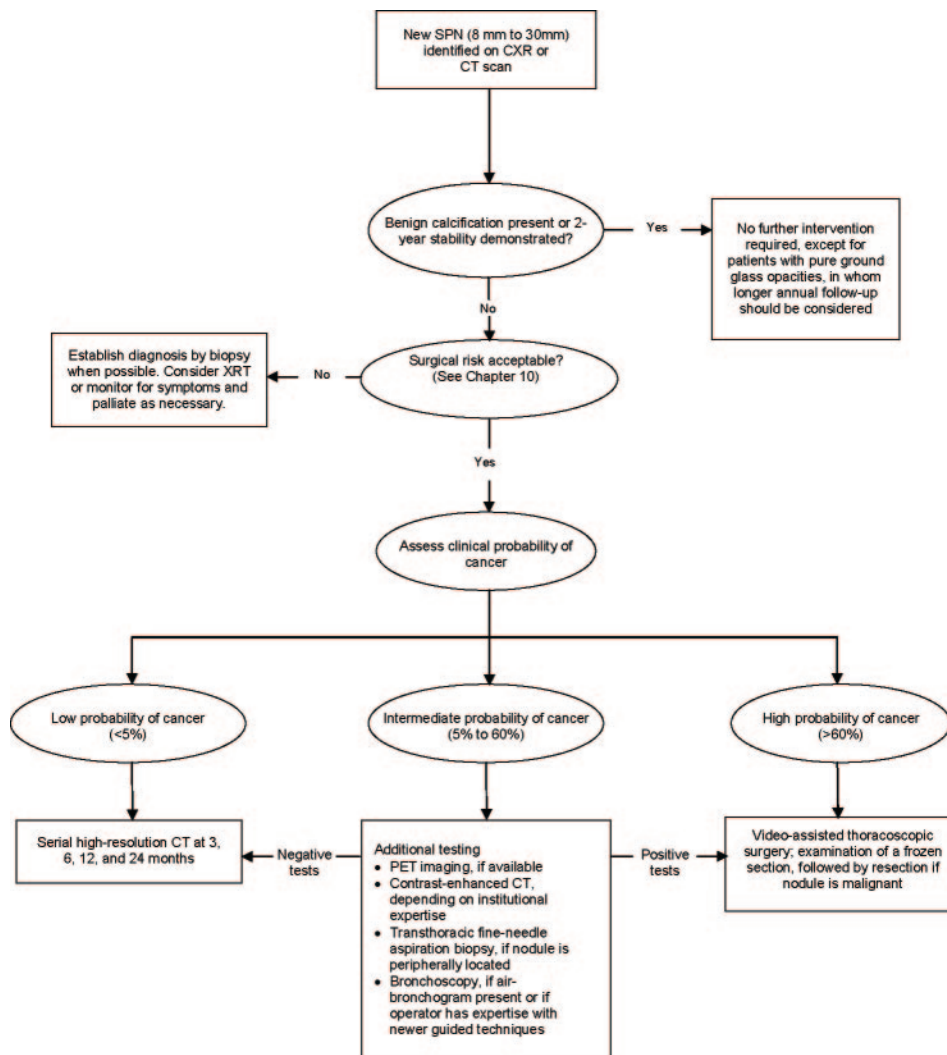 New SPN (8 mm to 30mm)
identified on CXR or
CT scan
Benign calcification present or 2-
year stability demonstrated?
Yes
No further intervention
required, except for
patients with pure ground
glass opacities, in whom
longer annual follow-up
should be considered
No
Surgical risk acceptable?
(See Chapter 10)
No
Establish diagnosis by biopsy
when possible. Consider XRT
or monitor for symptoms and
palliate as necessary.
Yes
Assess clinical probability of
cancer
Low probability of cancer
(<5%)
Intermediate probability of cancer
(5% to 60%)
High probability of cancer
(>60%)
Serial high-resolution CT at 3,
6, 12, and 24 months
Negative
tests
Additional testing
• PET imaging, if available
• Contrast-enhanced CT,
depending on institutional
expertise
• Transthoracic fine-needle
aspiration biopsy, if nodule is
peripherally located
• Bronchoscopy, if air-
bronchogram present or if
operator has expertise with
newer guided techniques
Positive
tests
Video-assisted thoracoscopic
surgery; examination of a frozen
section, followed by resection if
nodule is malignant